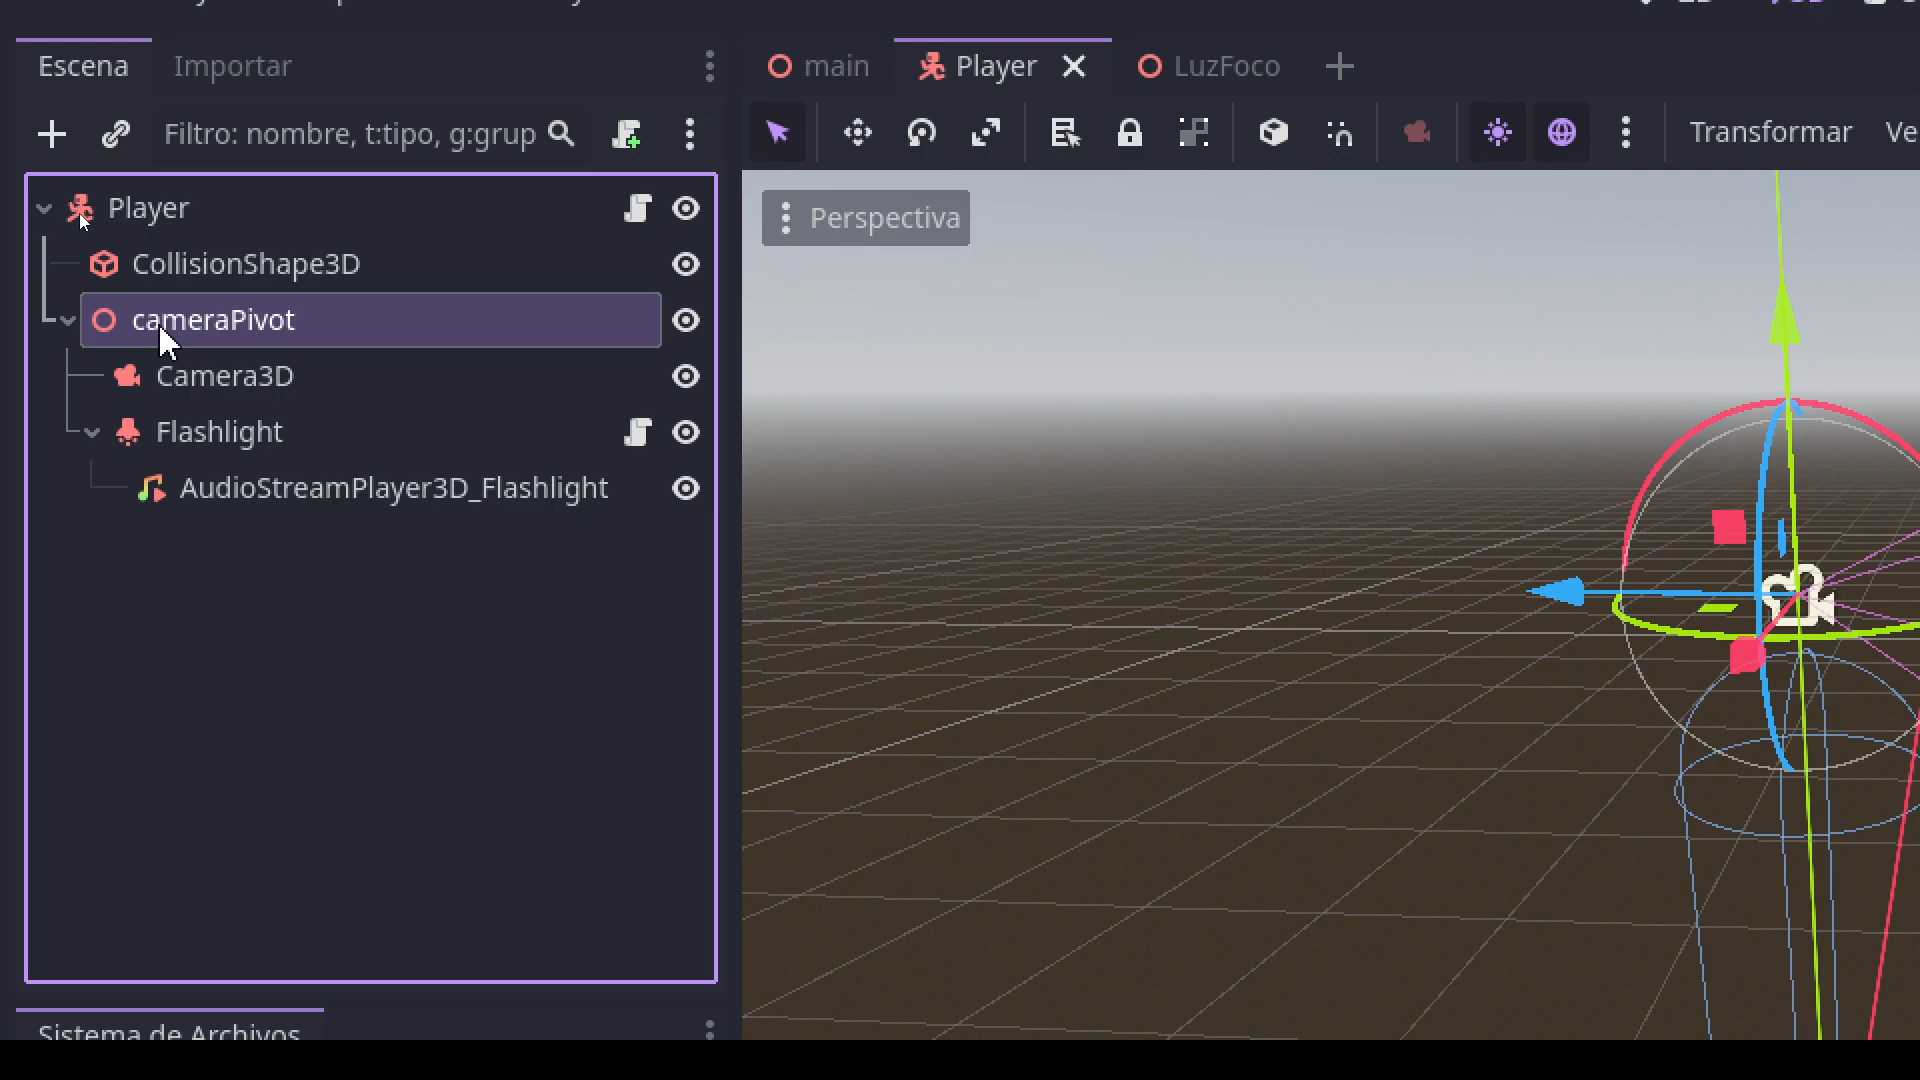 Escena Importar
main Player LuzFoco
Filtro: nombre, t:tipo, g:grup
Transformar Ve
Player
Perspectiva
CollisionShape3D
cameraPivot
Camera3D
Flashlight
AudioStreamPlayer3D_Flashlight
Sistema de Archivos